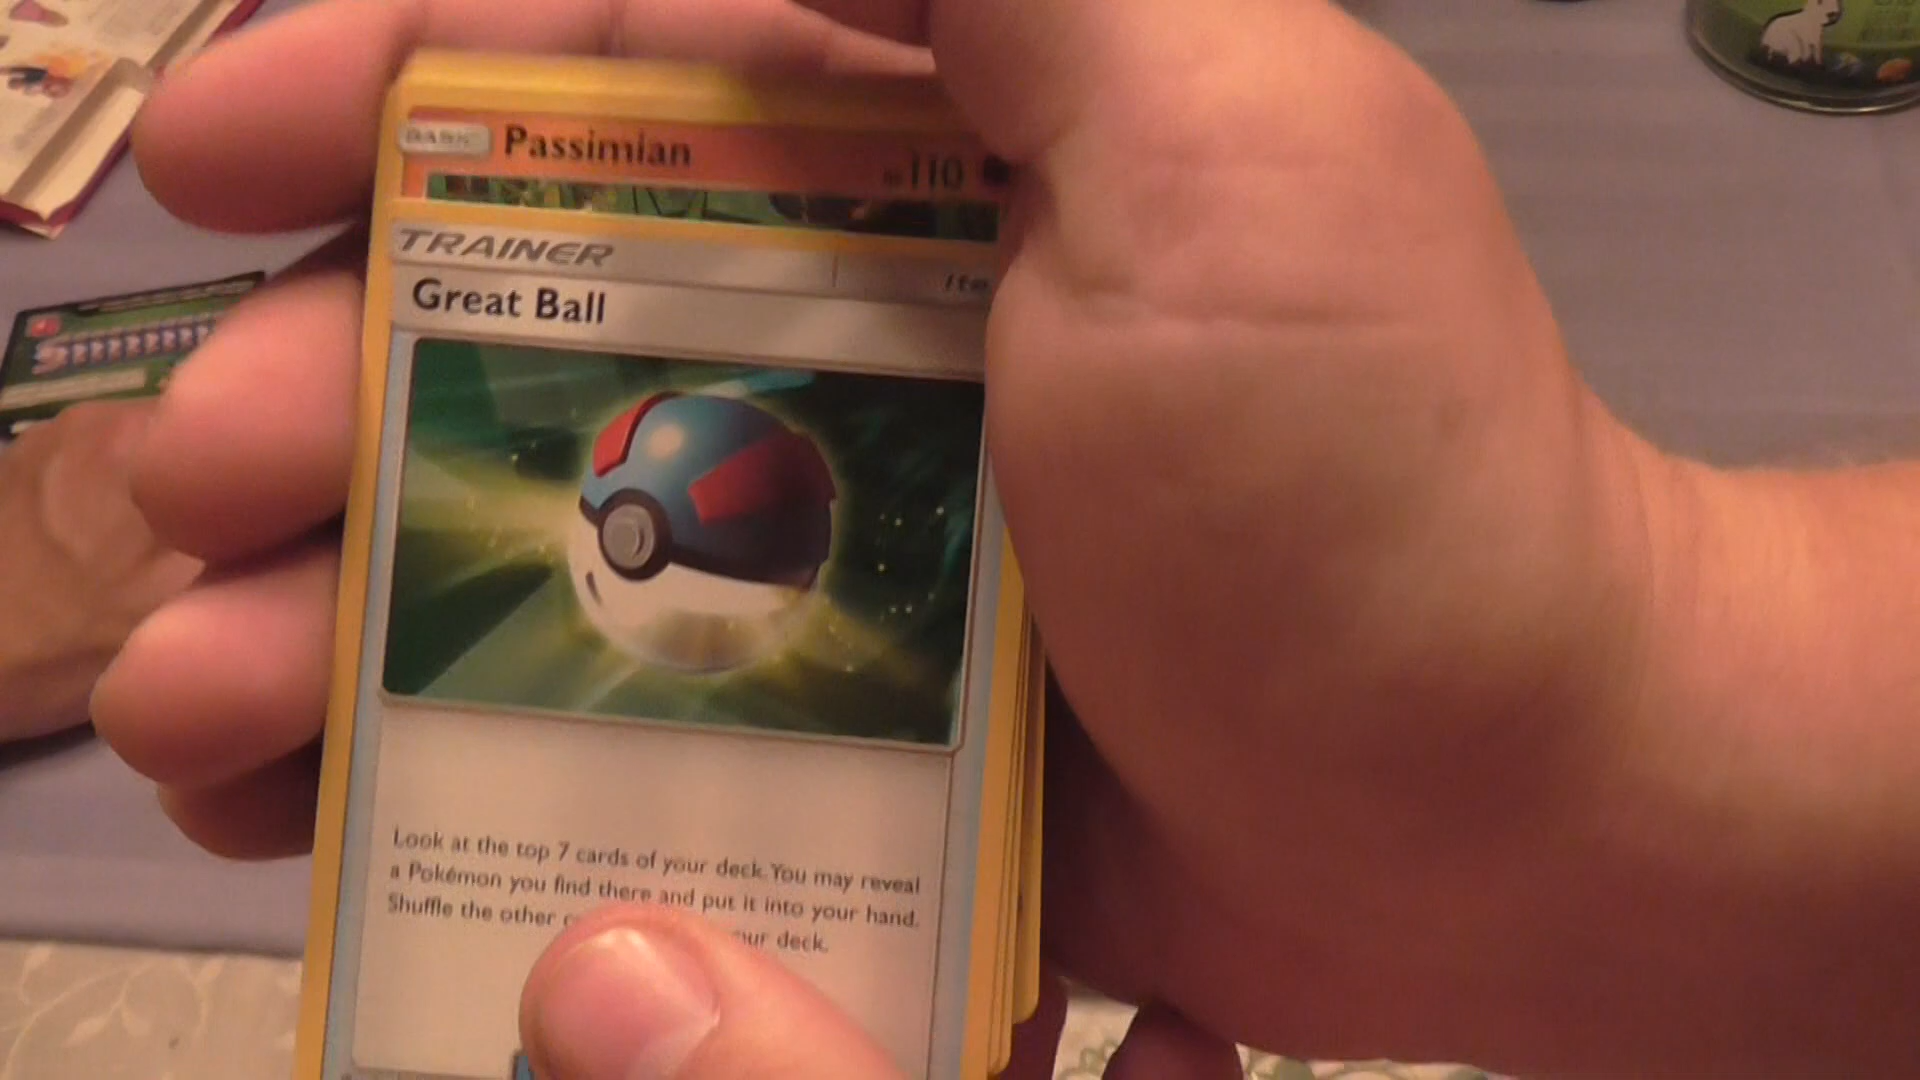 BASIC Passimian 110
TRAINER
Great Ball
Look at the top 7 cards of your deck. You may reveal
a Pokémon you find there and put it into your hand.
Shuffle the other
deck.